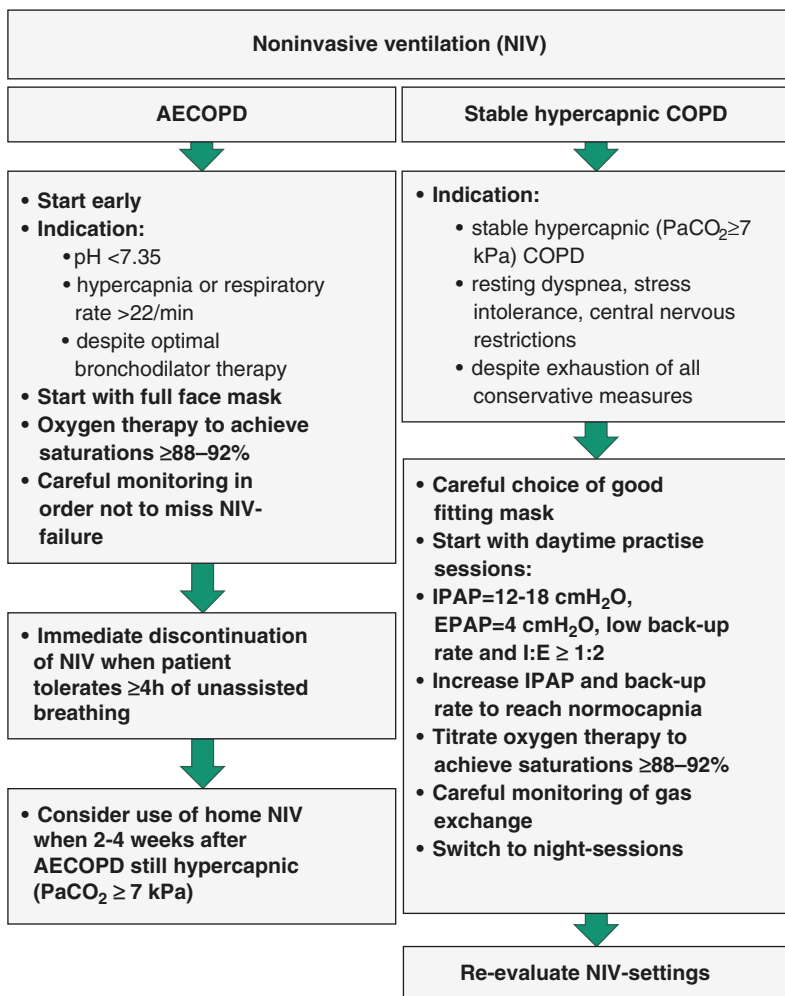 Noninvasive ventilation (NIV)
AECOPD
• Start early
• Indication:
• pH <7.35
• hypercapnia or respiratory
rate >22/min
• despite optimal
bronchodilator therapy
• Start with full face mask
• Oxygen therapy to achieve
saturations ≥88–92%
• Careful monitoring in
order not to miss NIV-
failure
• Immediate discontinuation
of NIV when patient
tolerates ≥4h of unassisted
breathing
• Consider use of home NIV
when 2-4 weeks after
AECOPD still hypercapnic
(PaCO₂ ≥ 7 kPa)
Stable hypercapnic COPD
• Indication:
• stable hypercapnic (PaCO₂≥7
kPa) COPD
• resting dyspnea, stress
intolerance, central nervous
restrictions
• despite exhaustion of all
conservative measures
• Careful choice of good
fitting mask
• Start with daytime practise
sessions:
• IPAP=12-18 cmH₂O,
EPAP=4 cmH₂O, low back-up
rate and I:E ≥ 1:2
• Increase IPAP and back-up
rate to reach normocapnia
• Titrate oxygen therapy to
achieve saturations ≥88–92%
• Careful monitoring of gas
exchange
• Switch to night-sessions
Re-evaluate NIV-settings